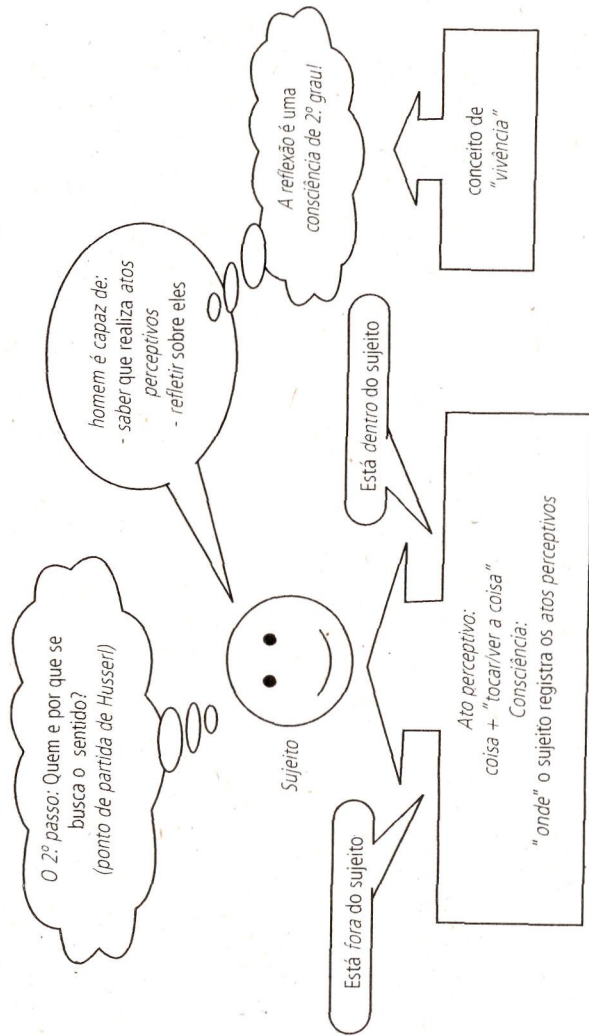 O 2.º passo: Quem e por que se
busca o sentido?
(ponto de partida de Husserl)
homem é capaz de:
- saber que realiza atos
perceptivos
- refletir sobre eles
A reflexão é uma
consciência de 2.º grau!
Sujeito
Está fora do sujeito
Está dentro do sujeito
Ato perceptivo:
coisa + "tocar/ver a coisa"
Consciência:
"onde" o sujeito registra os atos perceptivos
conceito de
"vivência"